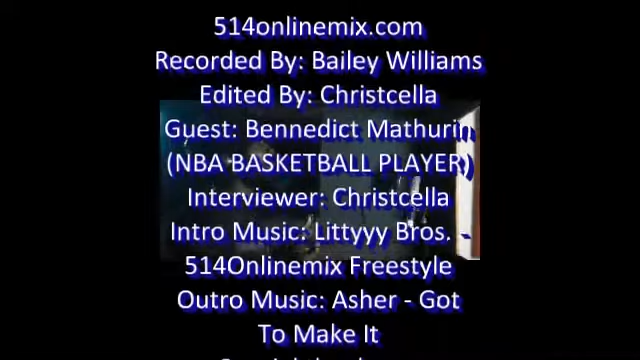 514onlinemix.com
Recorded By: Bailey Williams
Edited By: Christcella
Guest: Bennedict Mathurin
(NBA BASKETBALL PLAYER)
Interviewer: Christcella
Intro Music: Littyyy Bros. -
514Onlinemix Freestyle
Outro Music: Asher - Got
To Make It